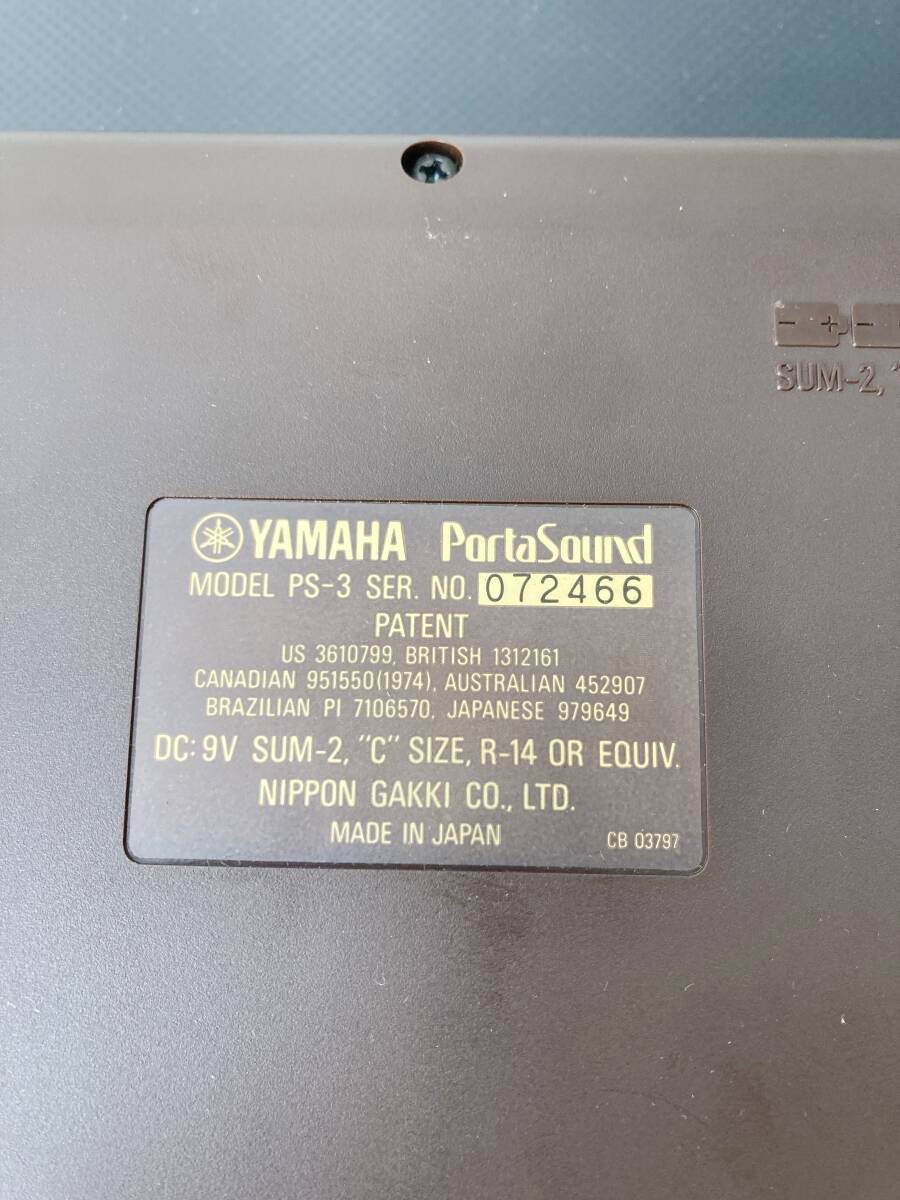 SUM-2, "
YAMAHA PortaSound
MODEL PS-3 SER. NO. 072466
PATENT
US 3610799, BRITISH 1312161
CANADIAN 951550(1974), AUSTRALIAN 452907
BRAZILIAN PI 7106570, JAPANESE 979649
DC: 9V SUM-2, "C" SIZE, R-14 OR EQUIV.
NIPPON GAKKI CO., LTD.
MADE IN JAPAN CB 03797